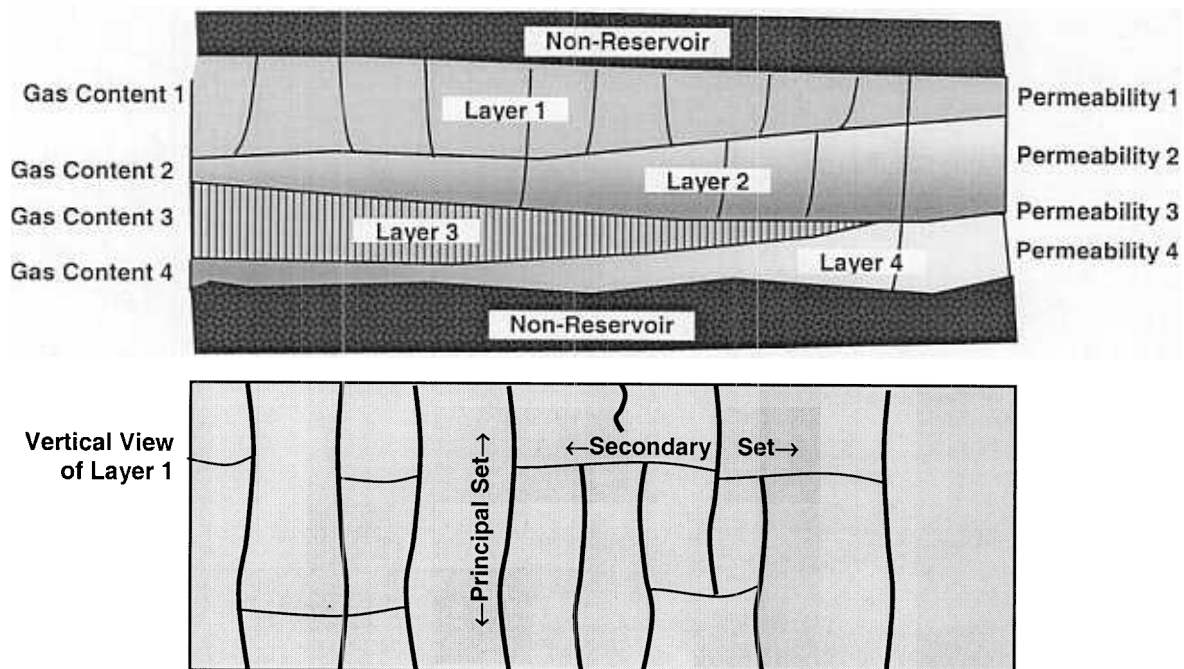 Non-Reservoir
Gas Content 1
Layer 1
Permeability 1
Gas Content 2
Layer 2
Permeability 2
Gas Content 3
Layer 3
Permeability 3
Gas Content 4
Layer 4
Permeability 4
Non-Reservoir
Vertical View
of Layer 1
←Principal Set→
←Secondary Set→